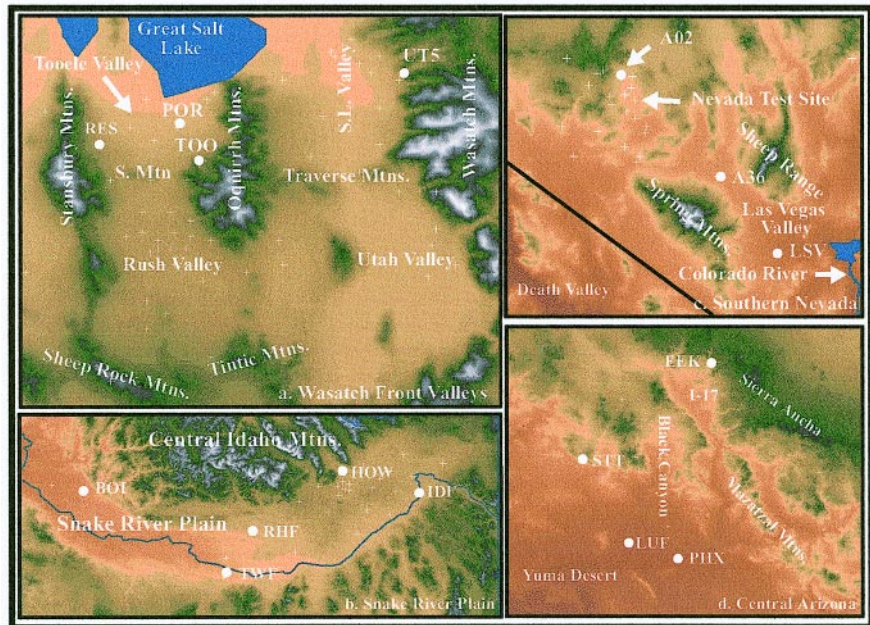 Great Salt
Lake
Tooele Valley
UT5
S.L. Valley
POR
RES
TOO
S. Mtn
Stansbury Mtns.
Oquirrh Mtns.
Wasatch Mtns.
Traverse Mtns.
Rush Valley
Utah Valley
Sheep Rock Mtns.
Tintic Mtns.
a. Wasatch Front Valleys
Central Idaho Mtns.
HOW
BOI
IDI
Snake River Plain
RHF
TWF
b. Snake River Plain
A02
Nevada Test Site
Sheep Range
A36
Spring Mtns.
Las Vegas
Valley
LSV
Colorado River
Death Valley
c. Southern Nevada
I-17
Sierra Ancha
Black Canyon
Mazatzal Mtns.
LUF
PHX
Yuma Desert
d. Central Arizona